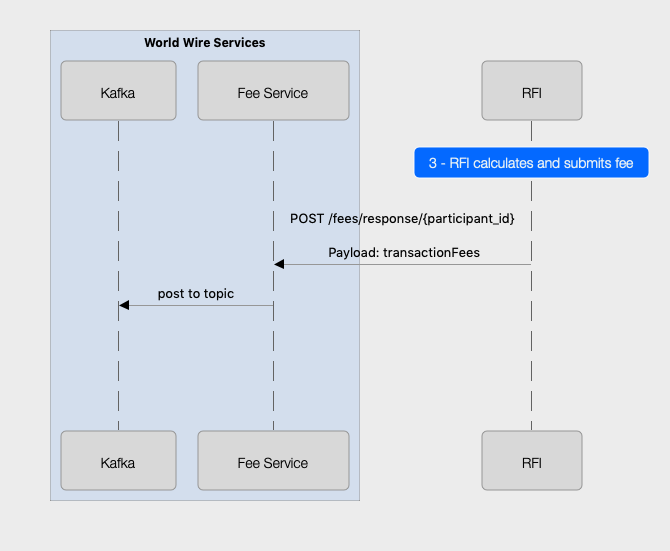 World Wire Services
Kafka
Fee Service
RFI
3 - RFI calculates and submits fee
POST /fees/response/{participant_id}
Payload: transactionFees
post to topic
Kafka
Fee Service
RFI